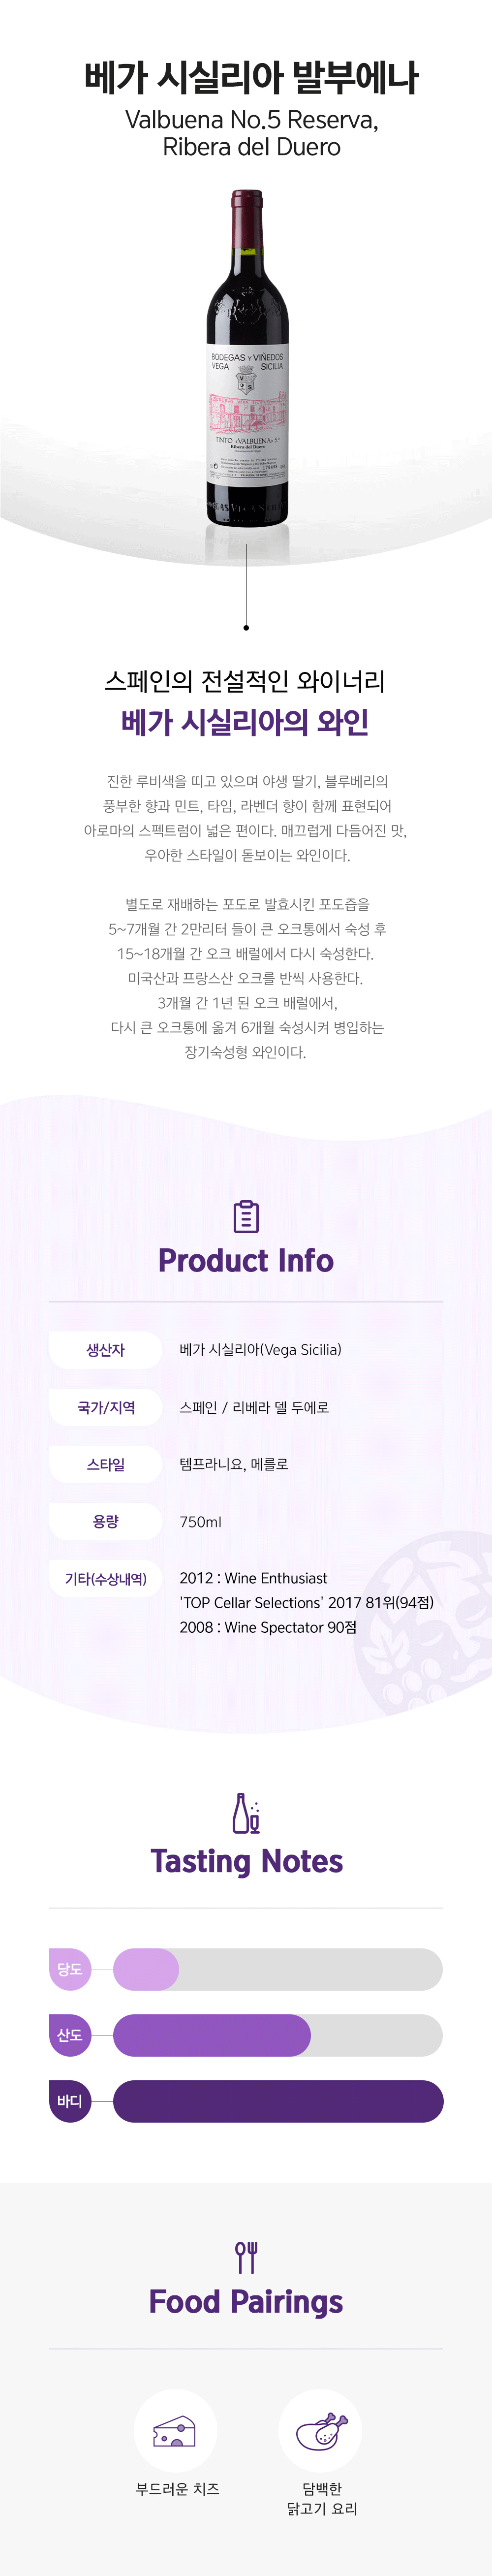 베가 시실리아 발부에나
Valbuena No.5 Reserva,
Ribera del Duero
BODEGAS Y VIÑEDOS
VEGA SICILIA
TINTO «VALBUENA» 5.º
Ribera del Duero
스페인의 전설적인 와이너리
베가 시실리아의 와인
진한 루비색을 띠고 있으며 야생 딸기, 블루베리의
풍부한 향과 민트, 타임, 라벤더 향이 함께 표현되어
아로마의 스펙트럼이 넓은 편이다. 매끄럽게 다듬어진 맛,
우아한 스타일이 돋보이는 와인이다.
별도로 재배하는 포도로 발효시킨 포도즙을
5~7개월 간 2만리터 들이 큰 오크통에서 숙성 후
15~18개월 간 오크 배럴에서 다시 숙성한다.
미국산과 프랑스산 오크를 반씩 사용한다.
3개월 간 1년 된 오크 배럴에서,
다시 큰 오크통에 옮겨 6개월 숙성시켜 병입하는
장기숙성형 와인이다.
Product Info
생산자 베가 시실리아(Vega Sicilia)
국가/지역 스페인 / 리베라 델 두에로
스타일 템프라니요, 메를로
용량 750ml
기타(수상내역) 2012 : Wine Enthusiast
'TOP Cellar Selections' 2017 81위(94점)
2008 : Wine Spectator 90점
Tasting Notes
당도
산도
바디
Food Pairings
부드러운 치즈
담백한
닭고기 요리